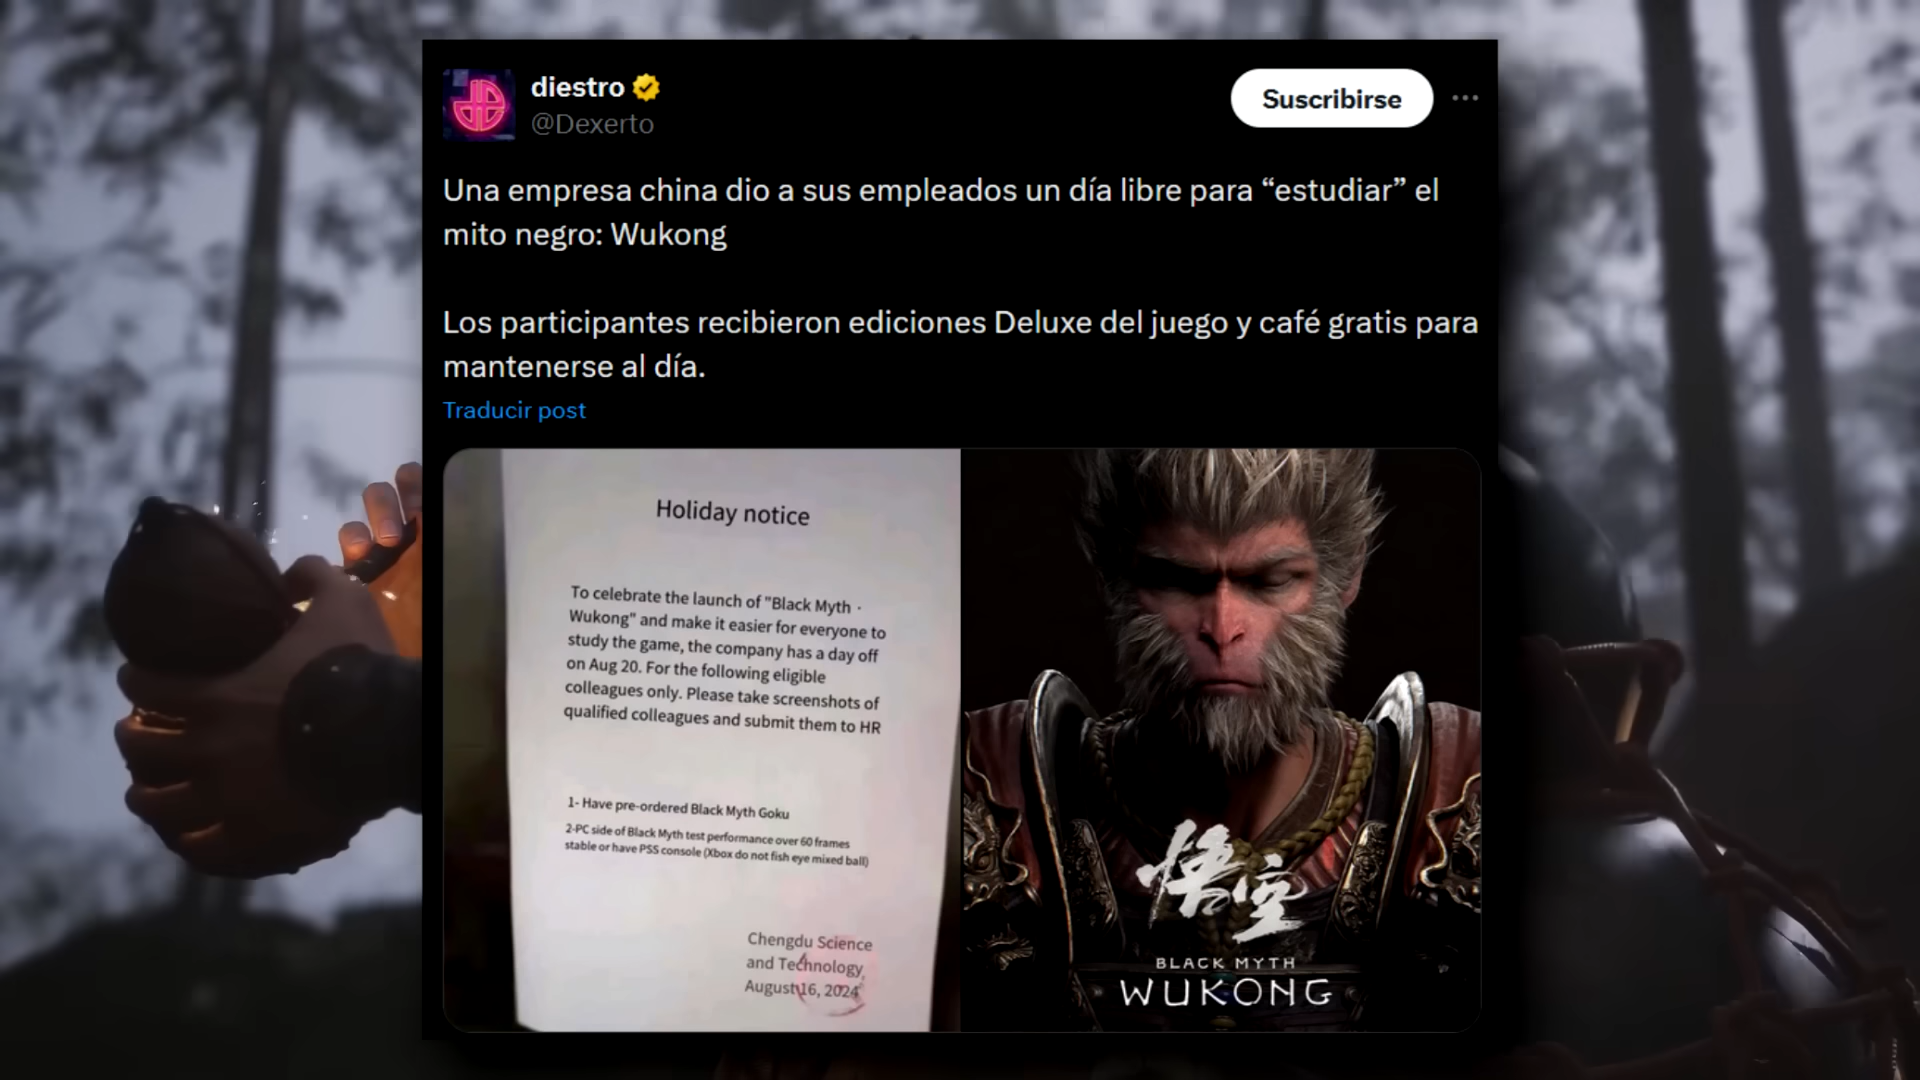 diestro
@Dexerto
Suscribirse
Una empresa china dio a sus empleados un día libre para “estudiar” el
mito negro: Wukong
Los participantes recibieron ediciones Deluxe del juego y café gratis para
mantenerse al día.
Traducir post
Holiday notice
To celebrate the launch of "Black Myth ·
Wukong" and make it easier for everyone to
study the game, the company has a day off
on Aug 20. For the following eligible
colleagues only. Please take screenshots of
qualified colleagues and submit them to HR
1- Have pre-ordered Black Myth Goku
2-PC side of Black Myth test performance over 60 frames
stable or have PS5 console (Xbox do not fish eye mixed ball)
Chengdu Science
and Technology,
August 16, 2024
悟空
BLACK MYTH
WUKONG